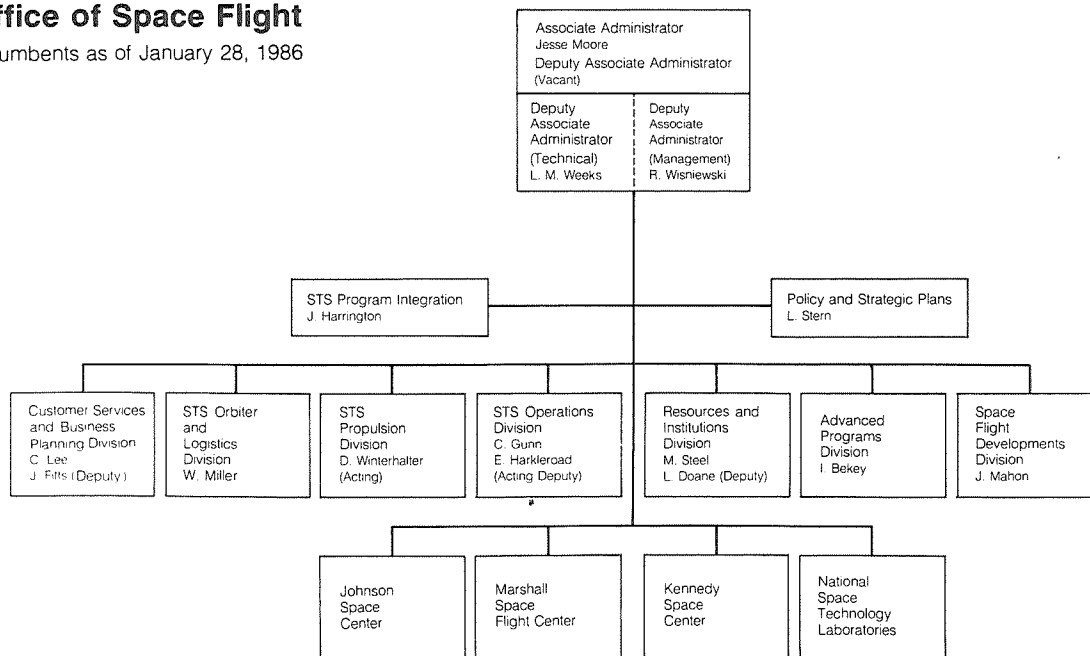 ffice of Space Flight
umbents as of January 28, 1986
Associate Administrator
Jesse Moore
Deputy Associate Administrator
(Vacant)
Deputy
Associate
Administrator
(Technical)
L. M. Weeks
Deputy
Associate
Administrator
(Management)
R. Wisniewski
STS Program Integration
J. Harrington
Policy and Strategic Plans
L. Stern
Customer Services
and Business
Planning Division
C. Lee
J. Fitts (Deputy)
STS Orbiter
and
Logistics
Division
W. Miller
STS
Propulsion
Division
D. Winterhalter
(Acting)
STS Operations
Division
C. Gunn
E. Harkleroad
(Acting Deputy)
Resources and
Institutions
Division
M. Steel
L. Doane (Deputy)
Advanced
Programs
Division
I. Bekey
Space
Flight
Developments
Division
J. Mahon
Johnson
Space
Center
Marshall
Space
Flight Center
Kennedy
Space
Center
National
Space
Technology
Laboratories